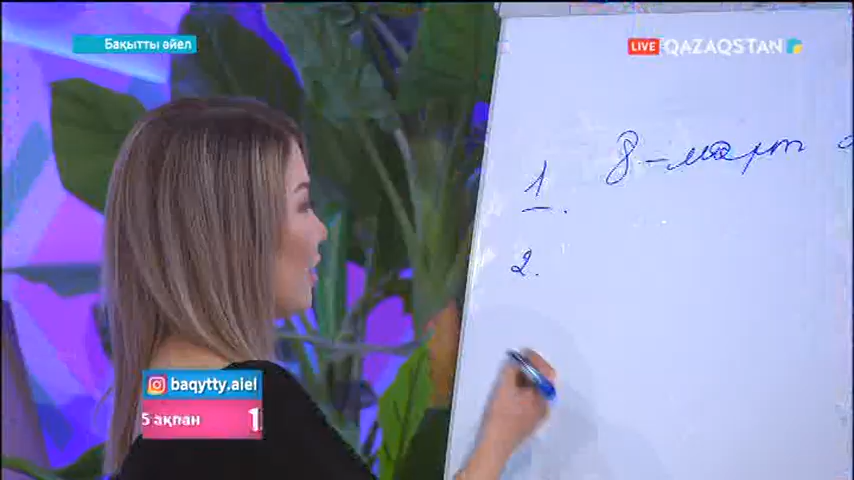 Бақытты әйел
LIVE QAZAQSTAN
1. 8-март
2.
baqytty.aiel
5 ақпан 1